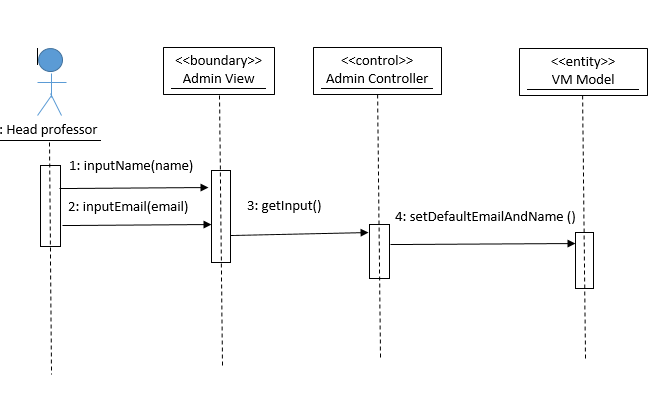 <<boundary>>
Admin View
<<control>>
Admin Controller
<<entity>>
VM Model
: Head professor
1: inputName(name)
2: inputEmail(email)
3: getInput()
4: setDefaultEmailAndName ()